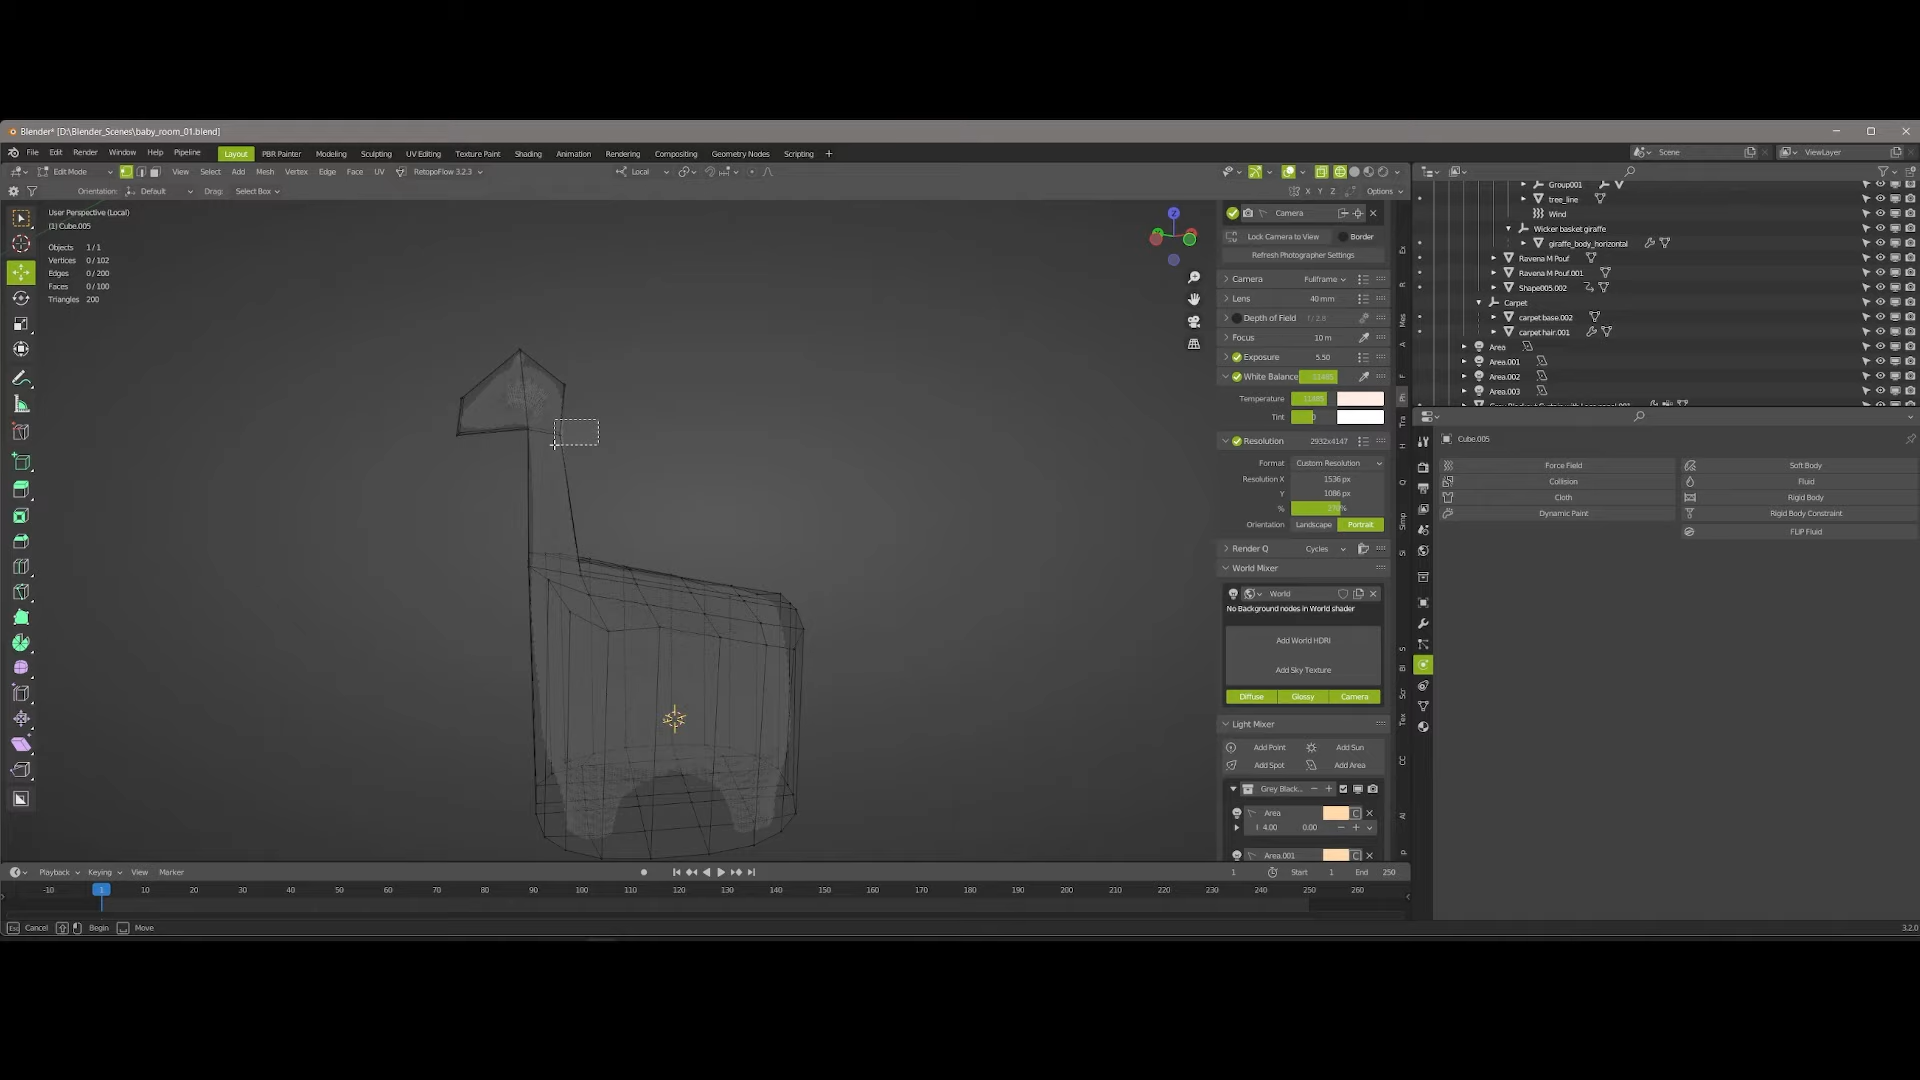 Blender* [D:\Blender_Scenes\baby_room_01.blend]
File Edit Render Window Help Pipeline
Layout PBR Painter Modeling Sculpting UV Editing Texture Paint Shading Animation Rendering Compositing Geometry Nodes Scripting +
Scene
ViewLayer
Edit Mode View Select Add Mesh Vertex Edge Face UV RetopoFlow 3.2.3
Local
Orientation: Default Drag: Select Box
X Y Z Options
User Perspective (Local)
(1) Cube.005
Objects 1/1
Vertices 0/102
Edges 0/200
Faces 0/100
Triangles 200
Z
Camera
Lock Camera to View Border
Refresh Photographer Settings
Camera Fullframe
Lens 40 mm
Depth of Field f / 2.8
Focus 10 m
Exposure 5.50
White Balance
Temperature
Tint
Resolution 2932x4147
Format Custom Resolution
Resolution X 1536 px
Y 1086 px
%
Orientation Landscape Portrait
Render Q Cycles
World Mixer
World
No Background nodes in World shader
Add World HDRI
Add Sky Texture
Diffuse Glossy Camera
Light Mixer
Add Point Add Sun
Add Spot Add Area
Grey Black...
Area
4.00 0.00
Area.001
Group001
tree_line
Wind
Wicker basket giraffe
giraffe_body_horizontal
Ravena M Pouf
Ravena M Pouf.001
Shape005.002
Carpet
carpet base.002
carpet hair.001
Area
Area.001
Area.002
Area.003
Cube.005
Force Field Soft Body
Collision Fluid
Cloth Rigid Body
Dynamic Paint Rigid Body Constraint
FLIP Fluid
Playback Keying View Marker
1 Start 1 End 250
-10 1 10 20 30 40 50 60 70 80 90 100 110 120 130 140 150 160 170 180 190 200 210 220 230 240 250 260
Esc Cancel Begin Move
3.2.0